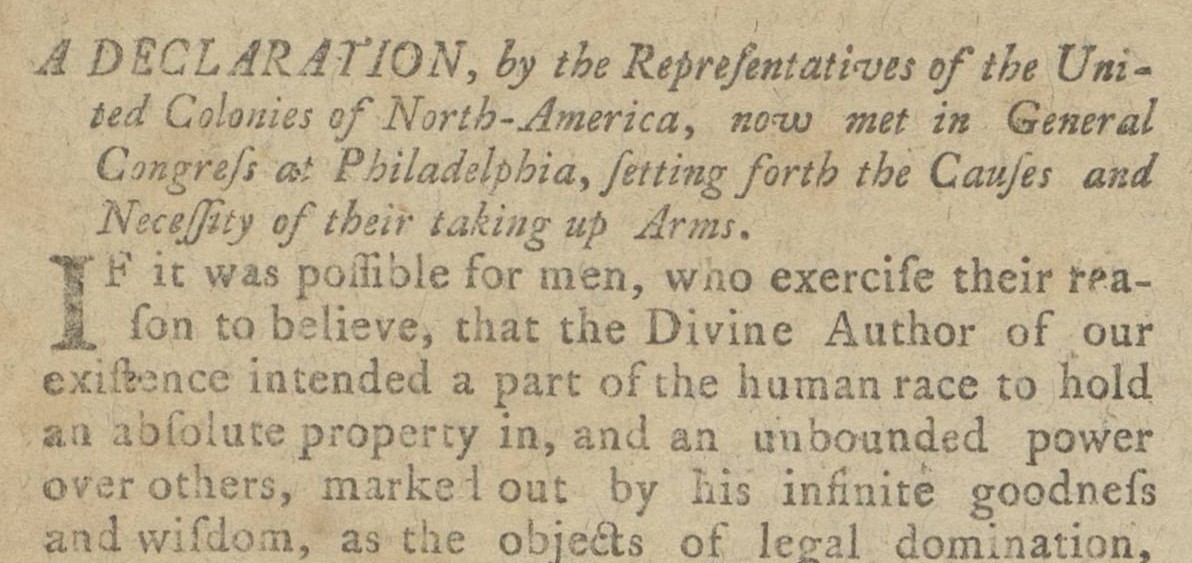 A DECLARATION, by the Repreſentatives of the Uni-
ted Colonies of North-America, now met in General
Congreſs at Philadelphia, ſetting forth the Cauſes and
Neceſſity of their taking up Arms.
IF it was poſſible for men, who exerciſe their rea-
ſon to believe, that the Divine Author of our
exiſtence intended a part of the human race to hold
an abſolute property in, and an unbounded power
over others, marked out by his infinite goodneſs
and wiſdom, as the objects of legal domination,